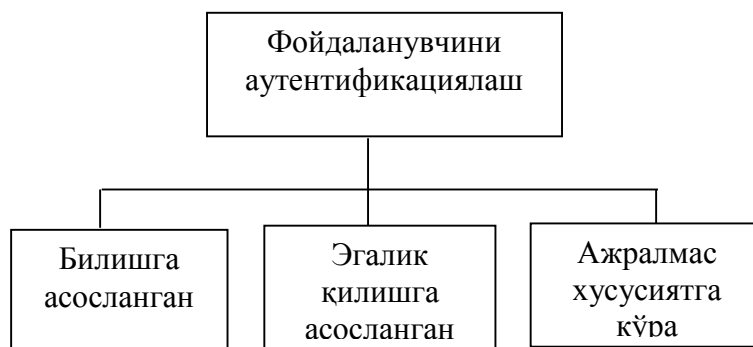 Фойдаланувчини
аутентификациялаш
Билишга
асосланган
Эгалик
қилишга
асосланган
Ажралмас
хусусиятга
кўра